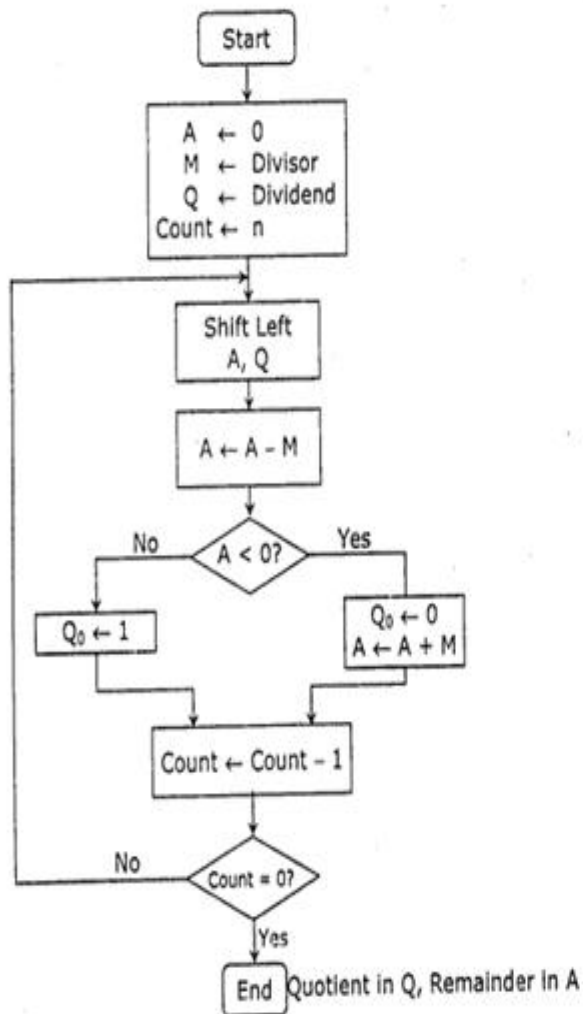 Start
A ← 0
M ← Divisor
Q ← Dividend
Count ← n
Shift Left
A, Q
A ← A – M
A < 0?
No
Yes
Q₀ ← 1
Q₀ ← 0
A ← A + M
Count ← Count – 1
Count = 0?
No
Yes
End
Quotient in Q, Remainder in A